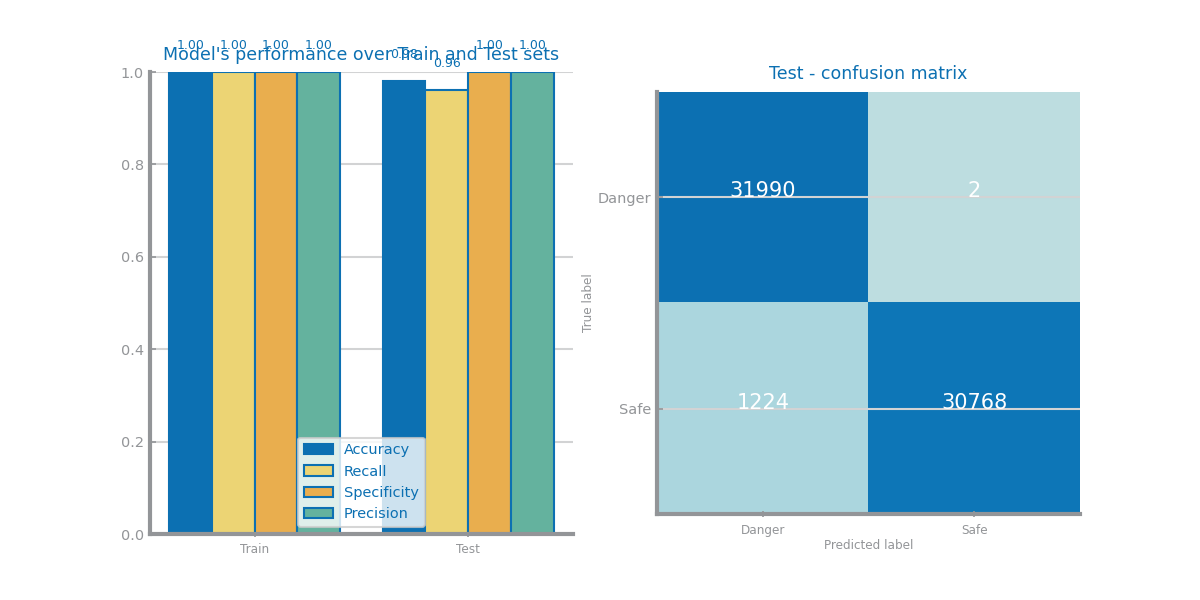 1.00 1.00 1.00 1.00 0.98 0.96 1.00 1.00
Model's performance over Train and Test sets
1.0
0.8
0.6
0.4
0.2
0.0
Accuracy
Recall
Specificity
Precision
Train Test
Test - confusion matrix
True label
Danger 31990 2
Safe 1224 30768
Danger Safe
Predicted label